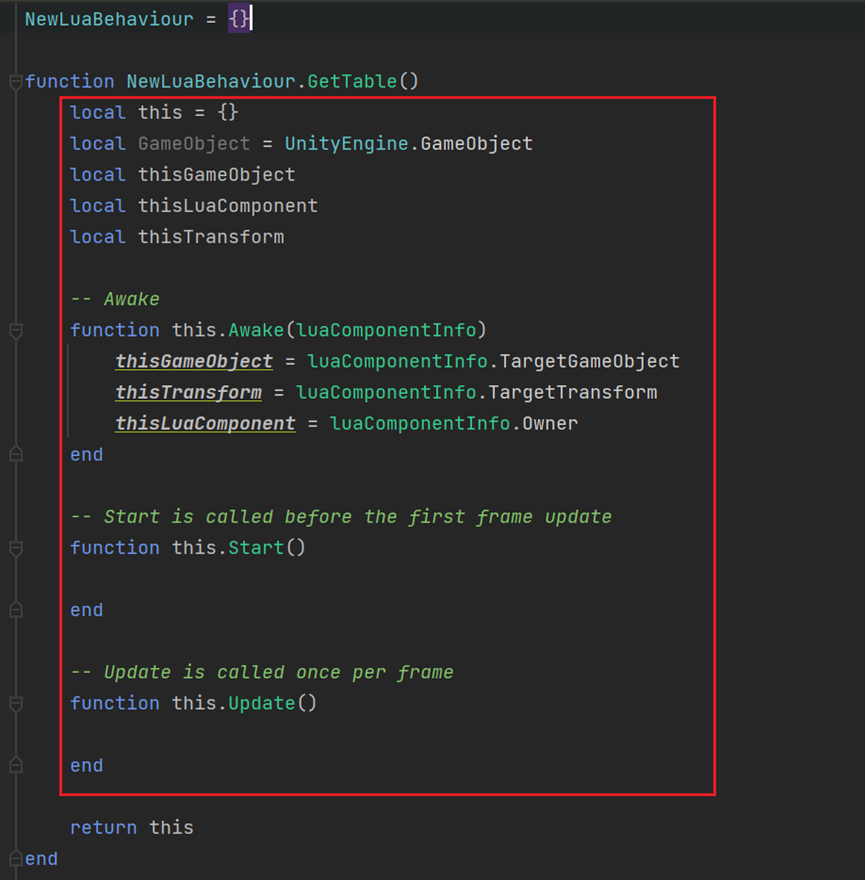 NewLuaBehaviour = {}
function NewLuaBehaviour.GetTable()
local this = {}
local GameObject = UnityEngine.GameObject
local thisGameObject
local thisLuaComponent
local thisTransform
-- Awake
function this.Awake(luaComponentInfo)
thisGameObject = luaComponentInfo.TargetGameObject
thisTransform = luaComponentInfo.TargetTransform
thisLuaComponent = luaComponentInfo.Owner
end
-- Start is called before the first frame update
function this.Start()
end
-- Update is called once per frame
function this.Update()
end
return this
end